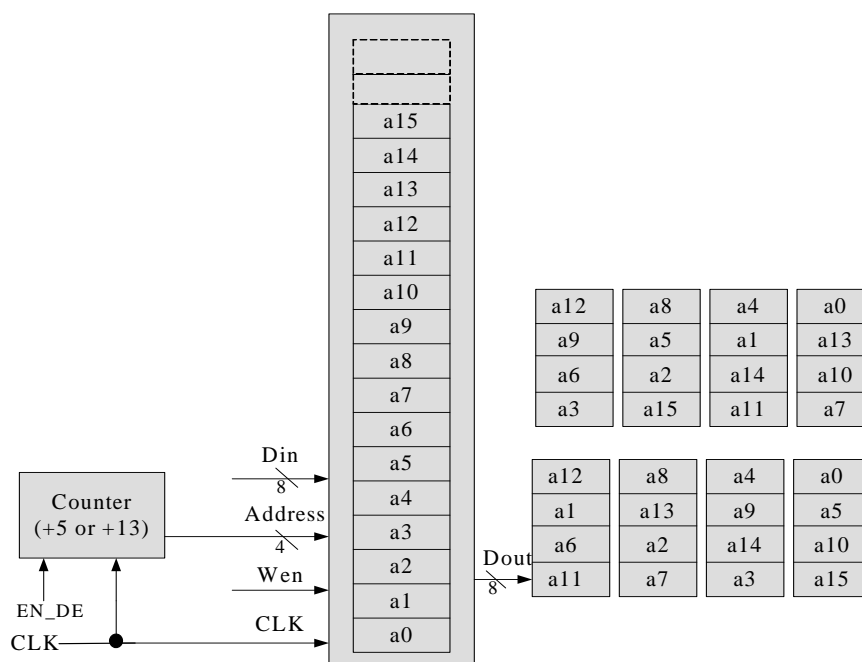 a15
a14
a13
a12
a11
a10
a9
a8
a7
a6
a5
a4
a3
a2
a1
a0
Din
8
Counter
(+5 or +13)
Address
4
Wen
EN_DE
CLK
CLK
Dout
8
a12 a8 a4 a0
a9 a5 a1 a13
a6 a2 a14 a10
a3 a15 a11 a7
a12 a8 a4 a0
a1 a13 a9 a5
a6 a2 a14 a10
a11 a7 a3 a15